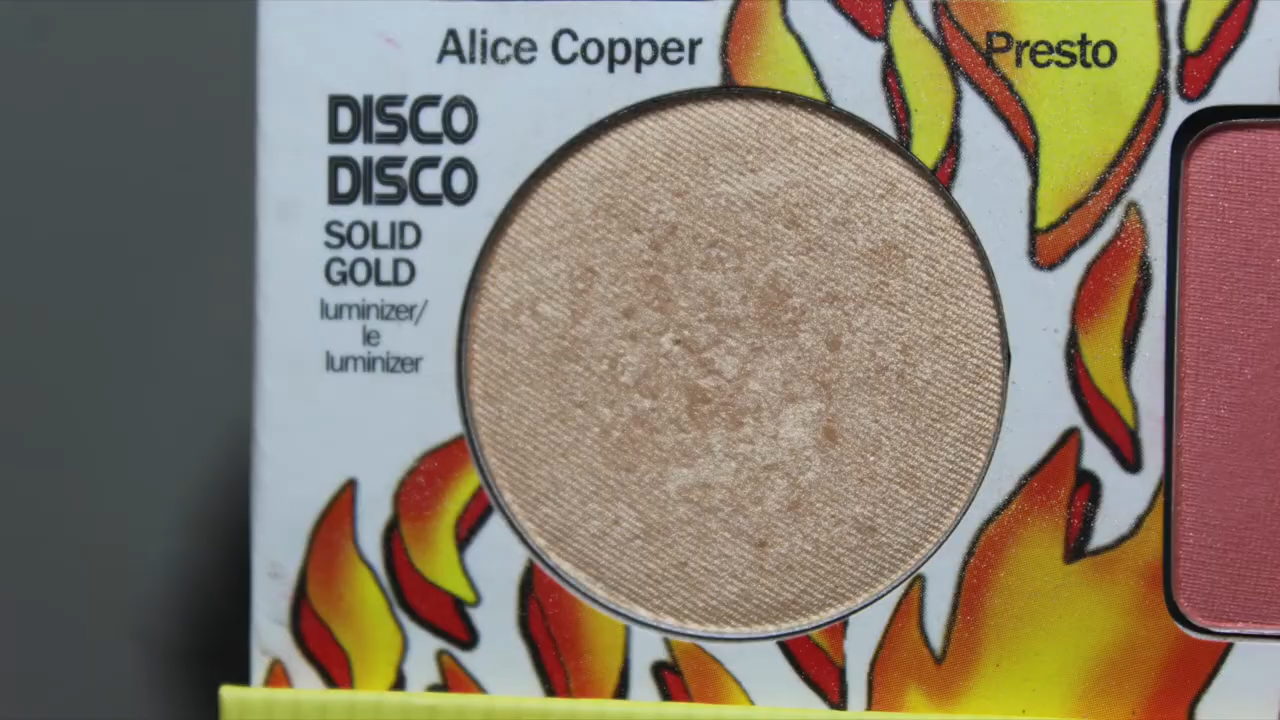 Alice Copper
Presto
DISCO
DISCO
SOLID
GOLD
luminizer/
le
luminizer